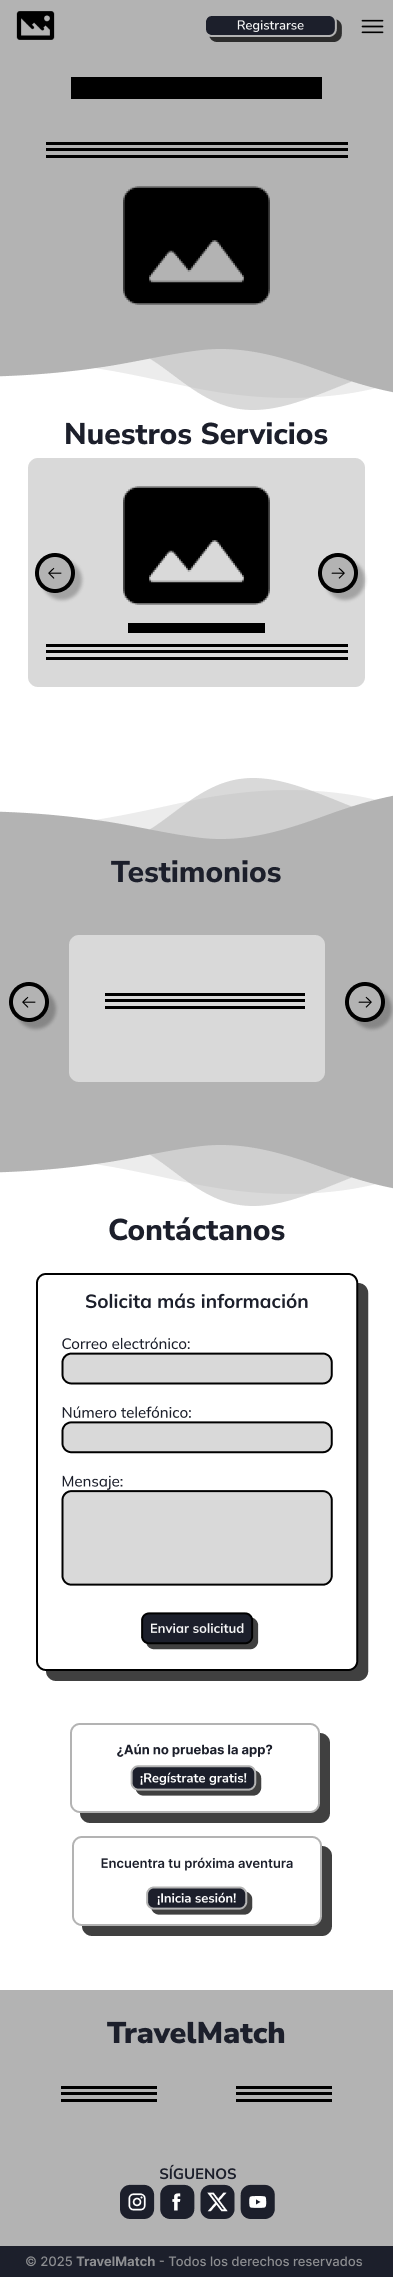 Registrarse
Nuestros Servicios
Testimonios
Contáctanos
Solicita más información
Correo electrónico:
Número telefónico:
Mensaje:
Enviar solicitud
¿Aún no pruebas la app?
¡Regístrate gratis!
Encuentra tu próxima aventura
¡Inicia sesión!
TravelMatch
SÍGUENOS
© 2025 TravelMatch - Todos los derechos reservados